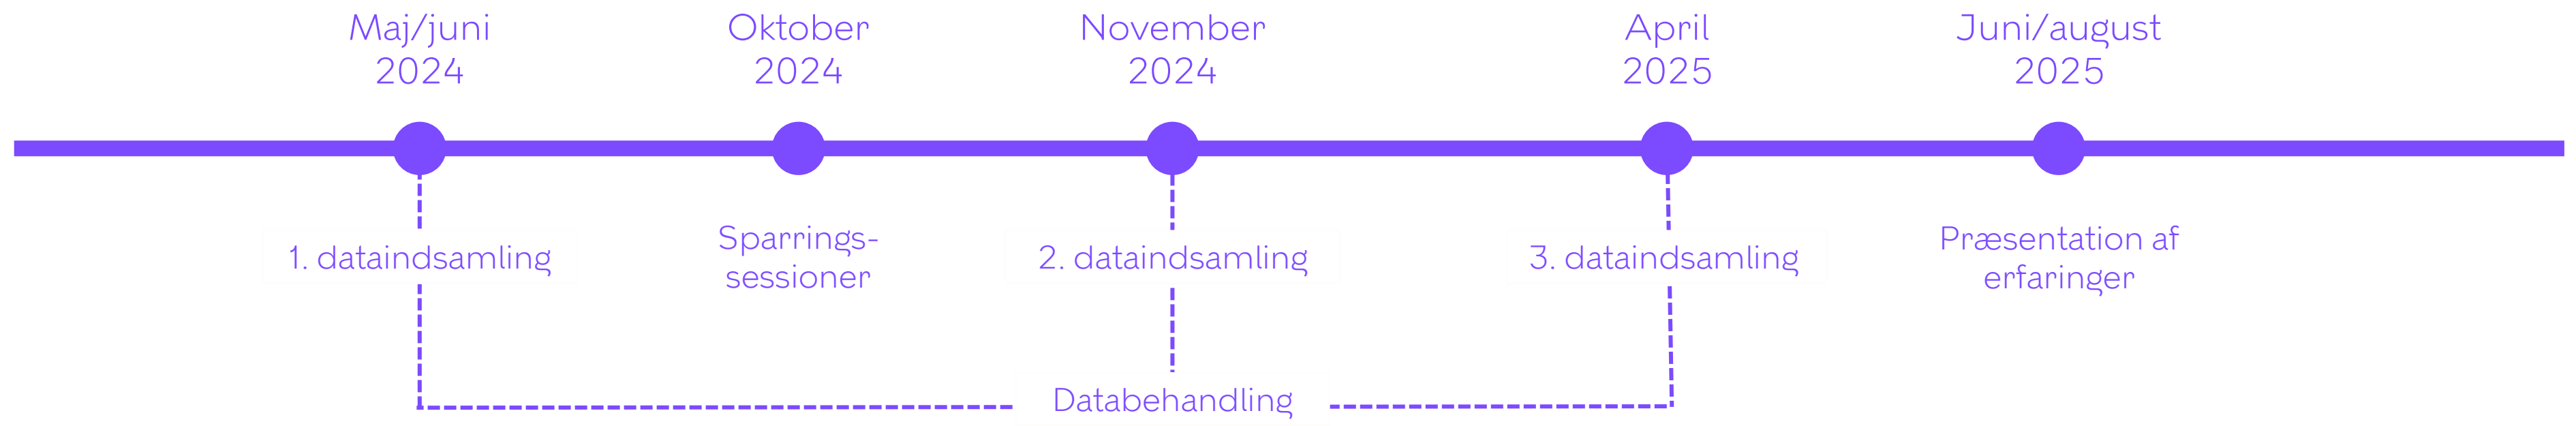 Maj/juni
2024
Oktober
2024
November
2024
April
2025
Juni/august
2025
1. dataindsamling
Sparrings-
sessioner
2. dataindsamling
3. dataindsamling
Præsentation af
erfaringer
Databehandling